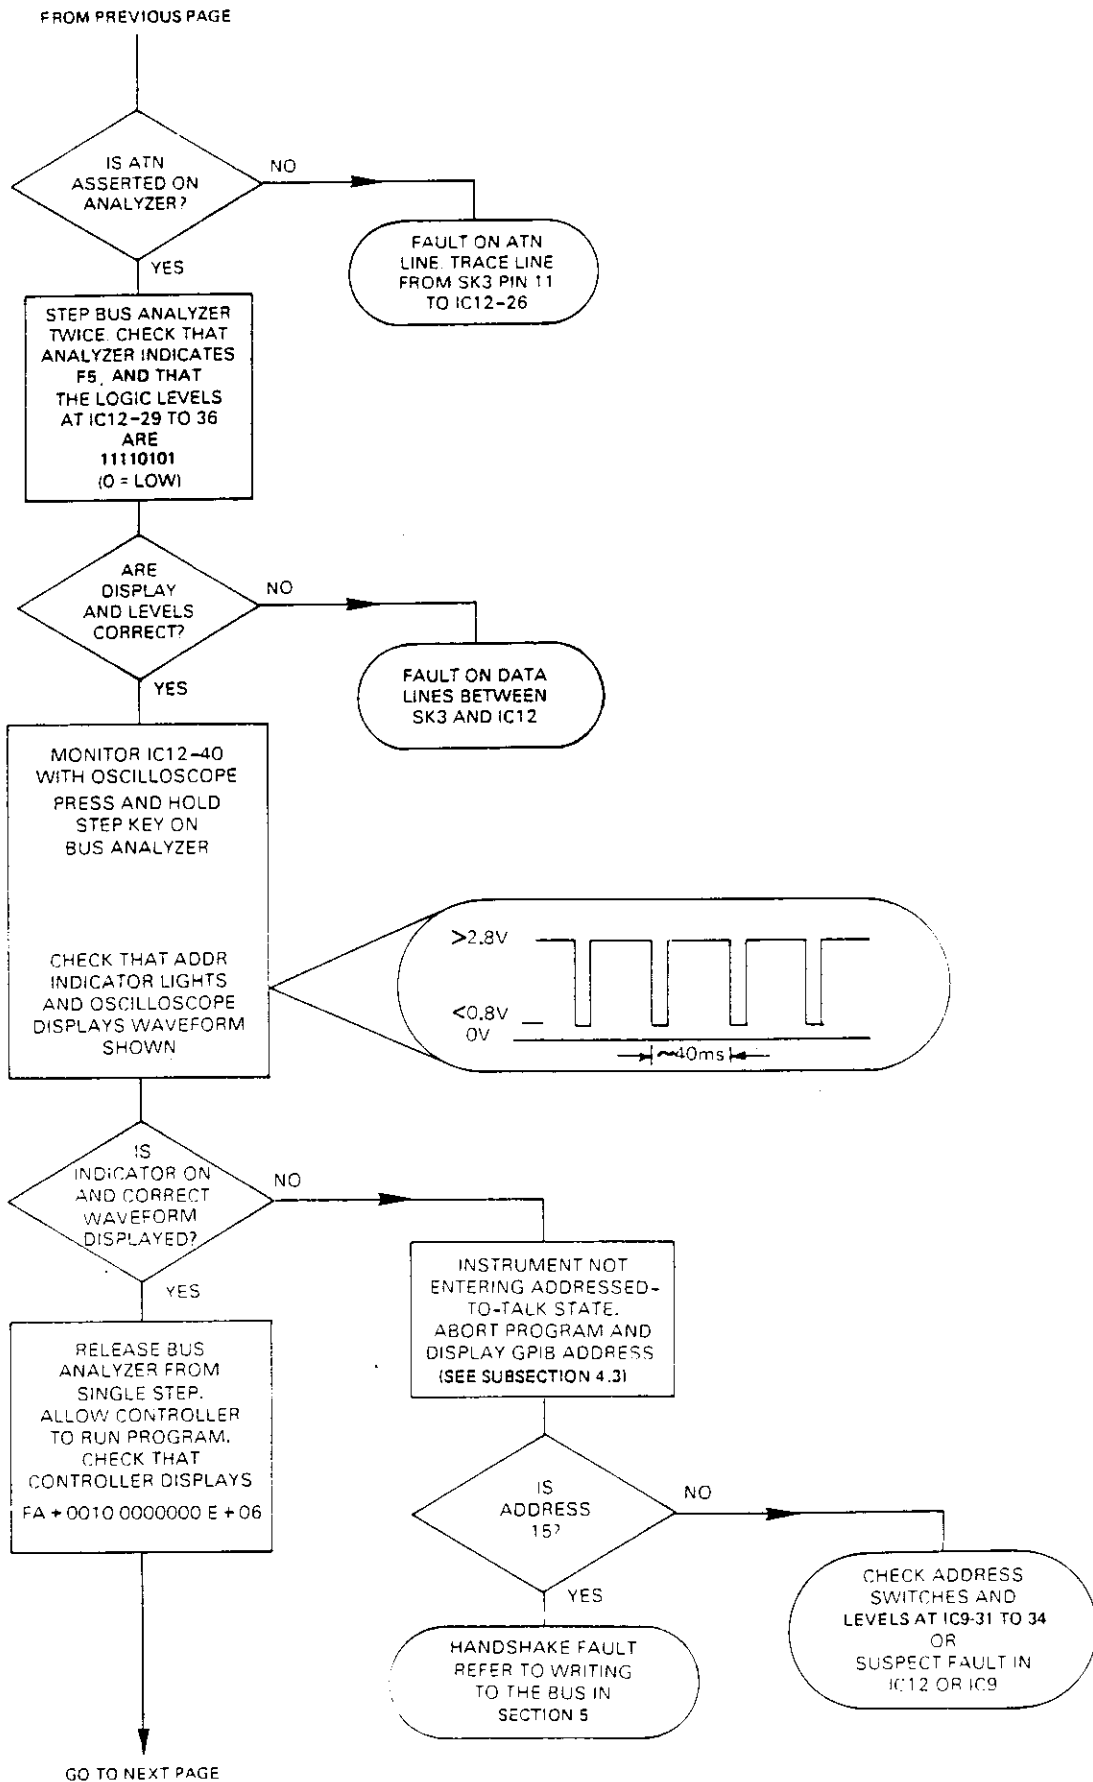 FROM PREVIOUS PAGE
IS ATN
ASSERTED ON
ANALYZER?
NO
FAULT ON ATN
LINE. TRACE LINE
FROM SK3 PIN 11
TO IC12-26
YES
STEP BUS ANALYZER
TWICE. CHECK THAT
ANALYZER INDICATES
F5, AND THAT
THE LOGIC LEVELS
AT IC12-29 TO 36
ARE
11110101
(0 = LOW)
ARE
DISPLAY
AND LEVELS
CORRECT?
NO
FAULT ON DATA
LINES BETWEEN
SK3 AND IC12
YES
MONITOR IC12-40
WITH OSCILLOSCOPE
PRESS AND HOLD
STEP KEY ON
BUS ANALYZER
CHECK THAT ADDR
INDICATOR LIGHTS
AND OSCILLOSCOPE
DISPLAYS WAVEFORM
SHOWN
>2.8V
<0.8V
0V
~40ms
IS
INDICATOR ON
AND CORRECT
WAVEFORM
DISPLAYED?
NO
INSTRUMENT NOT
ENTERING ADDRESSED-
TO-TALK STATE.
ABORT PROGRAM AND
DISPLAY GPIB ADDRESS
(SEE SUBSECTION 4.3)
YES
RELEASE BUS
ANALYZER FROM
SINGLE STEP.
ALLOW CONTROLLER
TO RUN PROGRAM.
CHECK THAT
CONTROLLER DISPLAYS
FA + 0010 0000000 E + 06
IS
ADDRESS
15?
NO
CHECK ADDRESS
SWITCHES AND
LEVELS AT IC9-31 TO 34
OR
SUSPECT FAULT IN
IC12 OR IC9
YES
HANDSHAKE FAULT
REFER TO WRITING
TO THE BUS IN
SECTION 5
GO TO NEXT PAGE